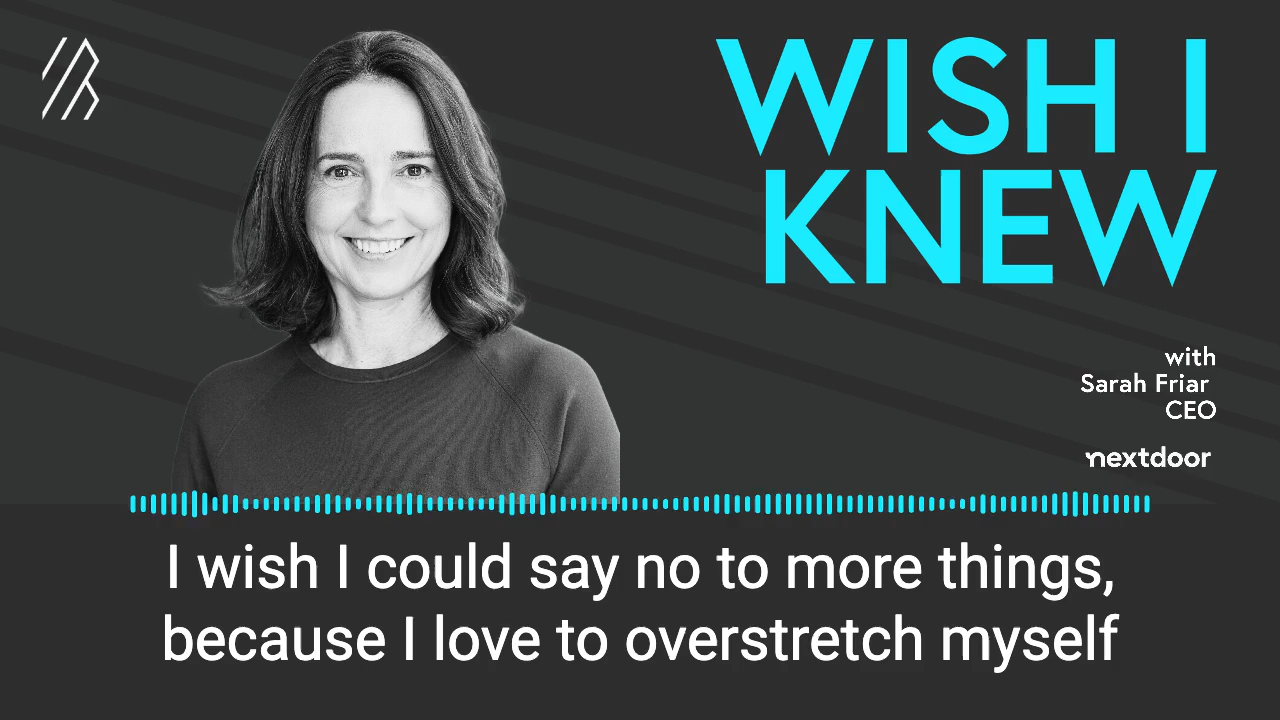 WISH I
KNEW
with
Sarah Friar
CEO
nextdoor
I wish I could say no to more things,
because I love to overstretch myself